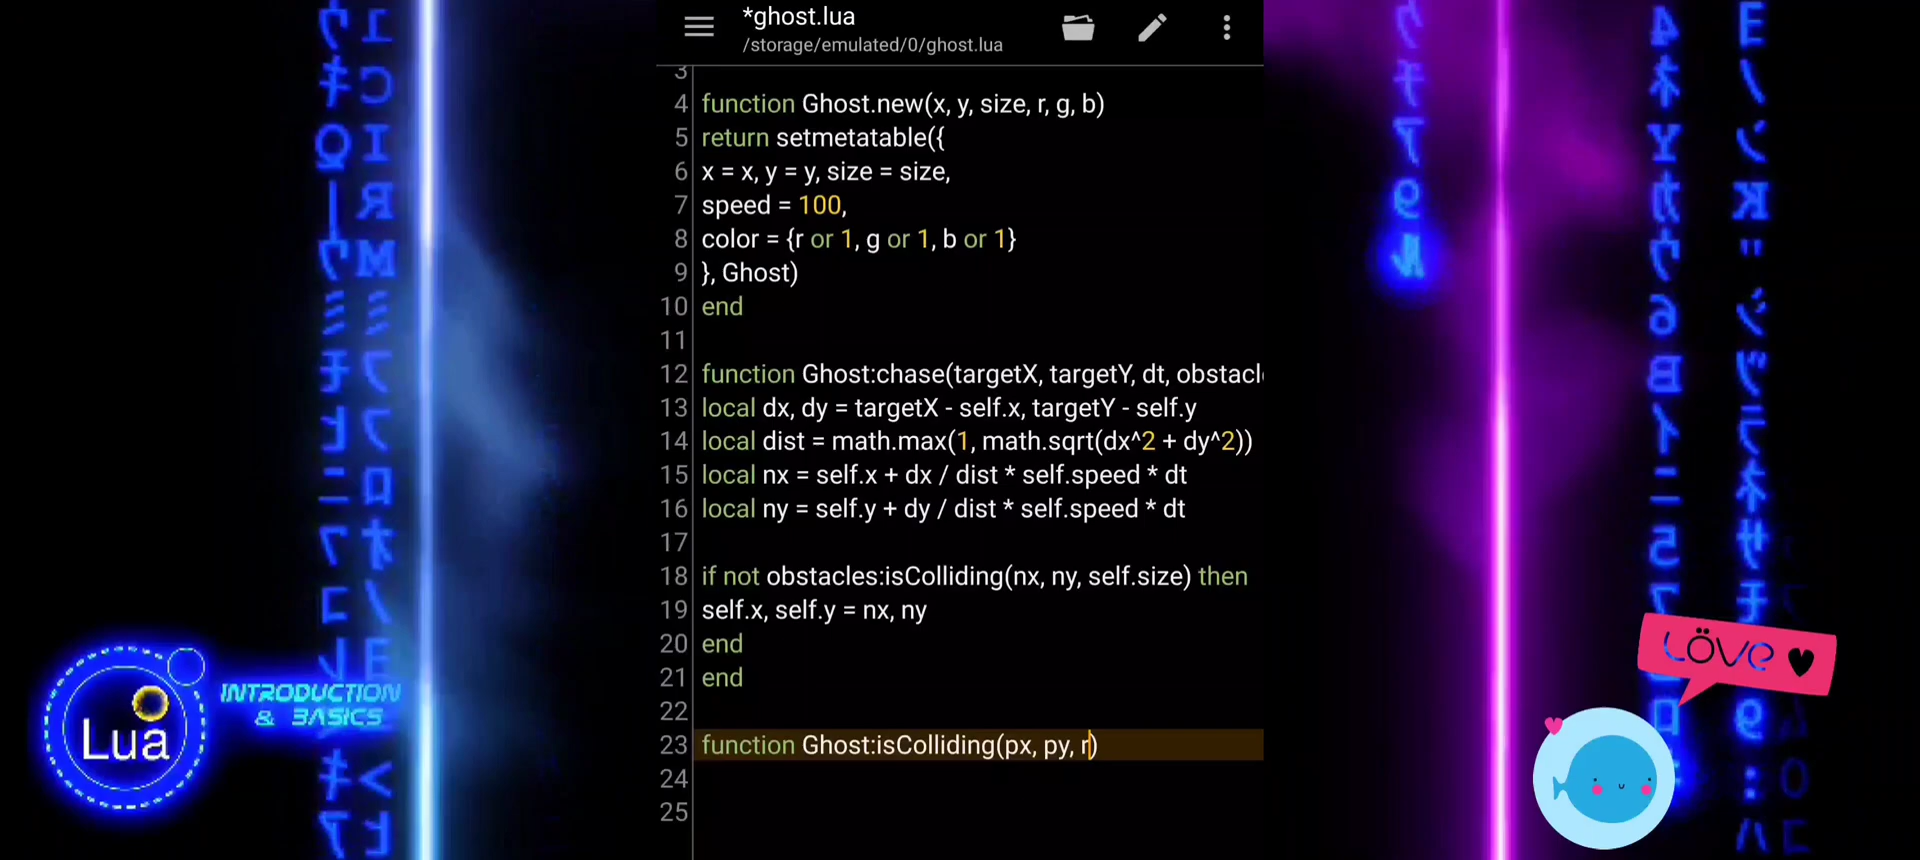 *ghost.lua
/storage/emulated/0/ghost.lua
3
4 function Ghost.new(x, y, size, r, g, b)
5 return setmetatable({
6 x = x, y = y, size = size,
7 speed = 100,
8 color = {r or 1, g or 1, b or 1}
9 }, Ghost)
10 end
11
12 function Ghost:chase(targetX, targetY, dt, obstacle
13 local dx, dy = targetX - self.x, targetY - self.y
14 local dist = math.max(1, math.sqrt(dx^2 + dy^2))
15 local nx = self.x + dx / dist * self.speed * dt
16 local ny = self.y + dy / dist * self.speed * dt
17
18 if not obstacles:isColliding(nx, ny, self.size) then
19 self.x, self.y = nx, ny
20 end
21 end
22
23 function Ghost:isColliding(px, py, r)
24
25
Lua
INTRODUCTION
& BASICS
LÖVE